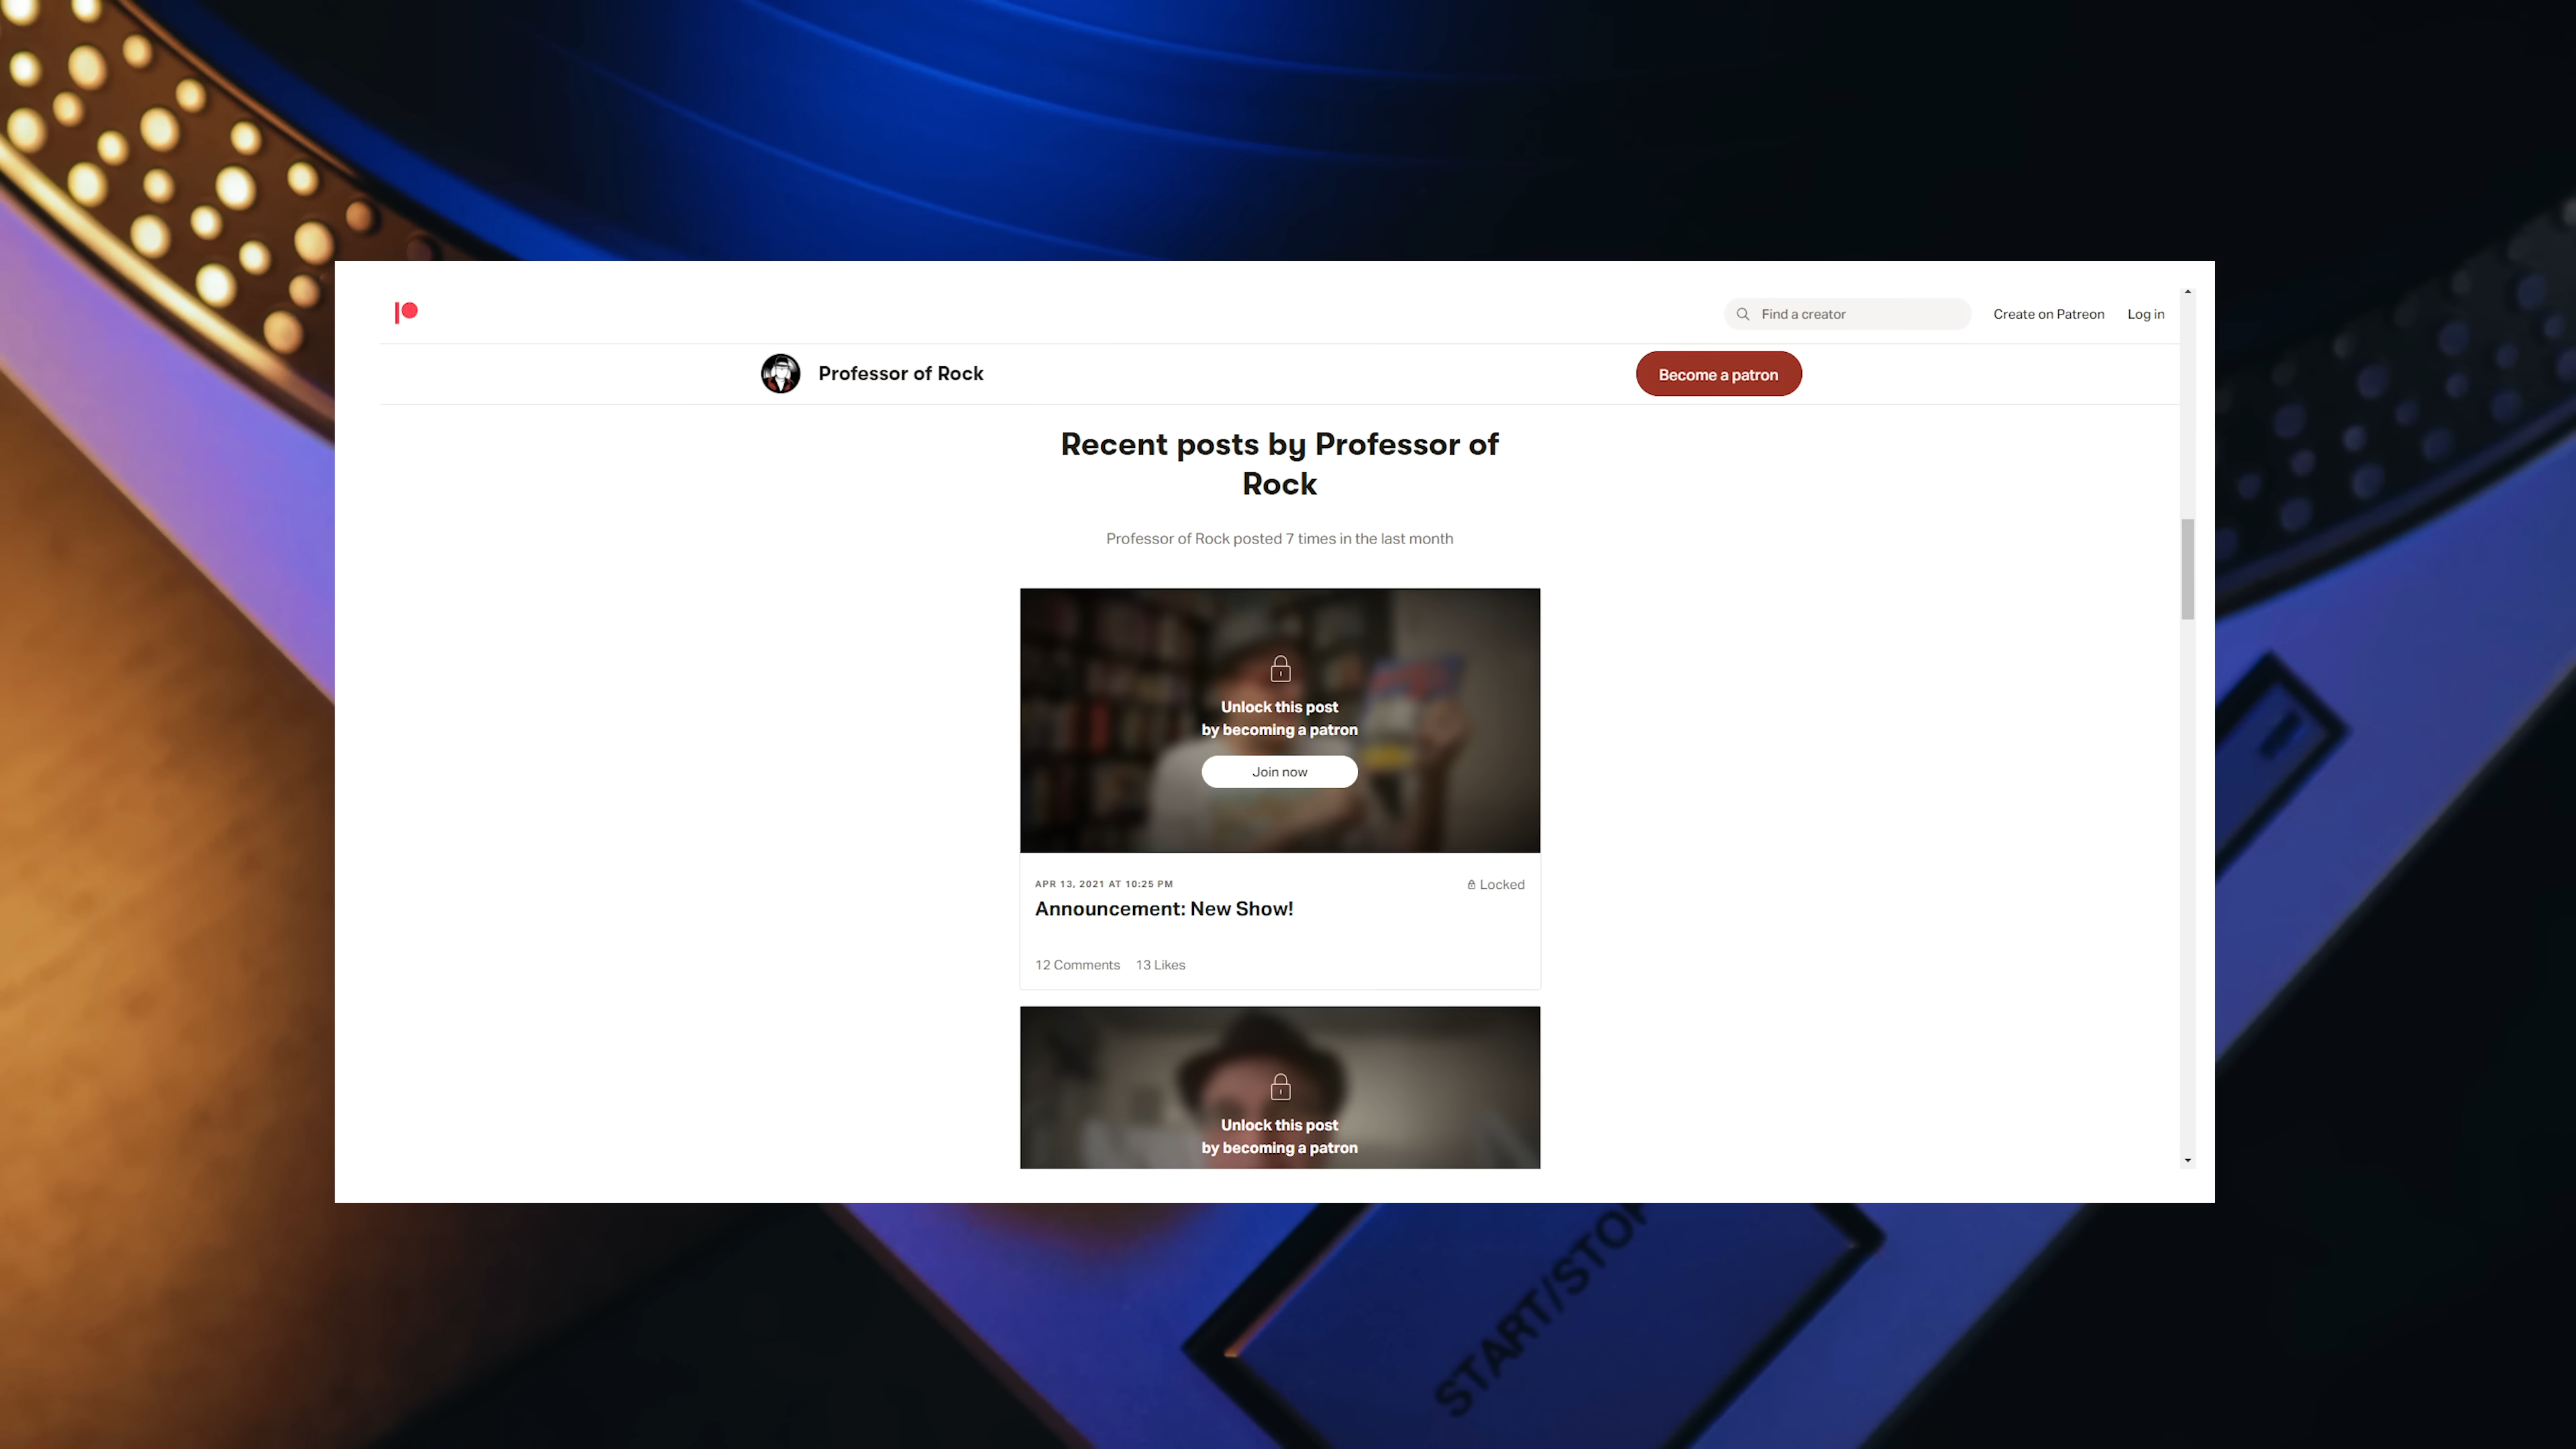 Find a creator
Create on Patreon
Log in
Professor of Rock
Become a patron
Recent posts by Professor of
Rock
Professor of Rock posted 7 times in the last month
Unlock this post
by becoming a patron
Join now
APR 13, 2021 AT 10:25 PM
Locked
Announcement: New Show!
12 Comments
13 Likes
Unlock this post
by becoming a patron
START/STOP